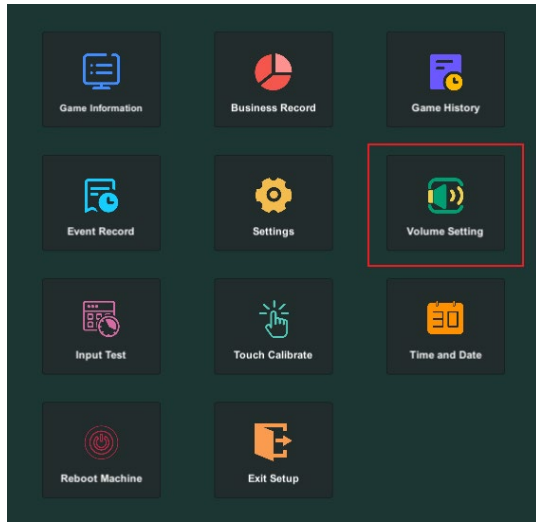 Game Information
Business Record
Game History
Event Record
Settings
Volume Setting
Input Test
Touch Calibrate
30
Time and Date
Reboot Machine
Exit Setup